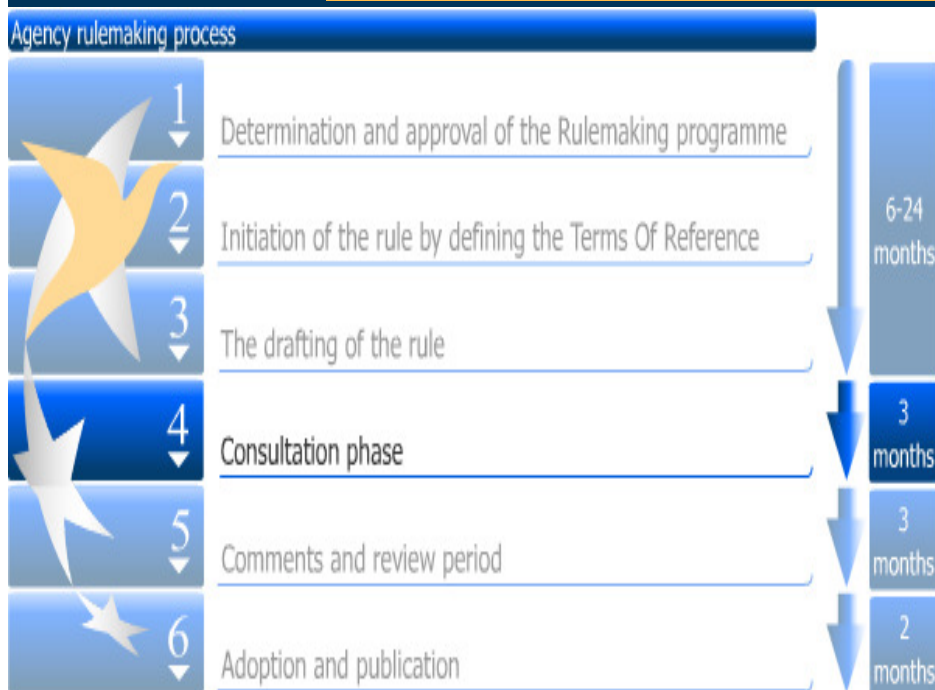 Agency rulemaking process
1
Determination and approval of the Rulemaking programme
2
Initiation of the rule by defining the Terms Of Reference
3
The drafting of the rule
6-24
months
4
Consultation phase
3
months
5
Comments and review period
3
months
6
Adoption and publication
2
months